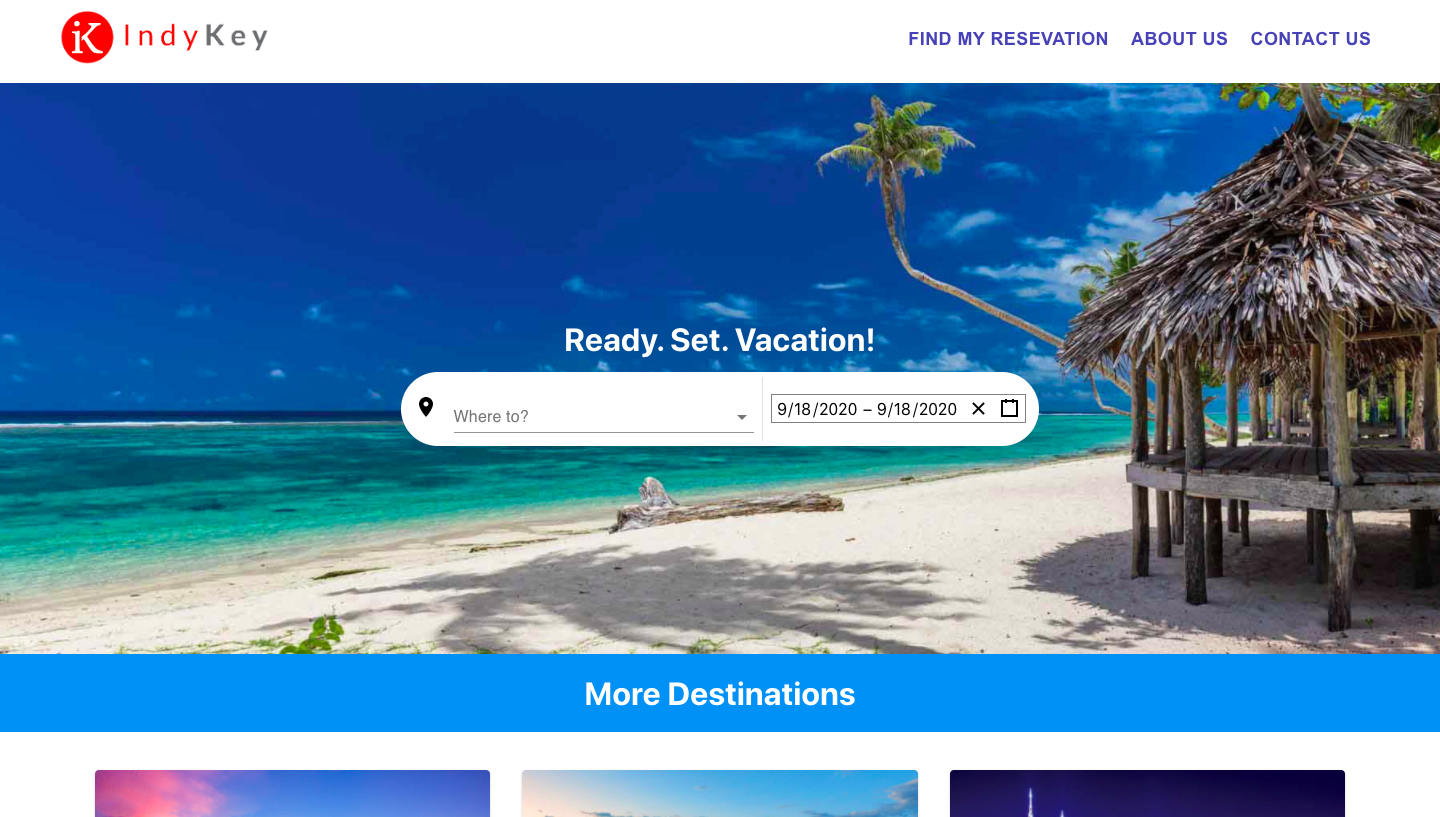 iK IndyKey
FIND MY RESEVATION ABOUT US CONTACT US
Ready. Set. Vacation!
Where to?
9/18/2020 – 9/18/2020
More Destinations